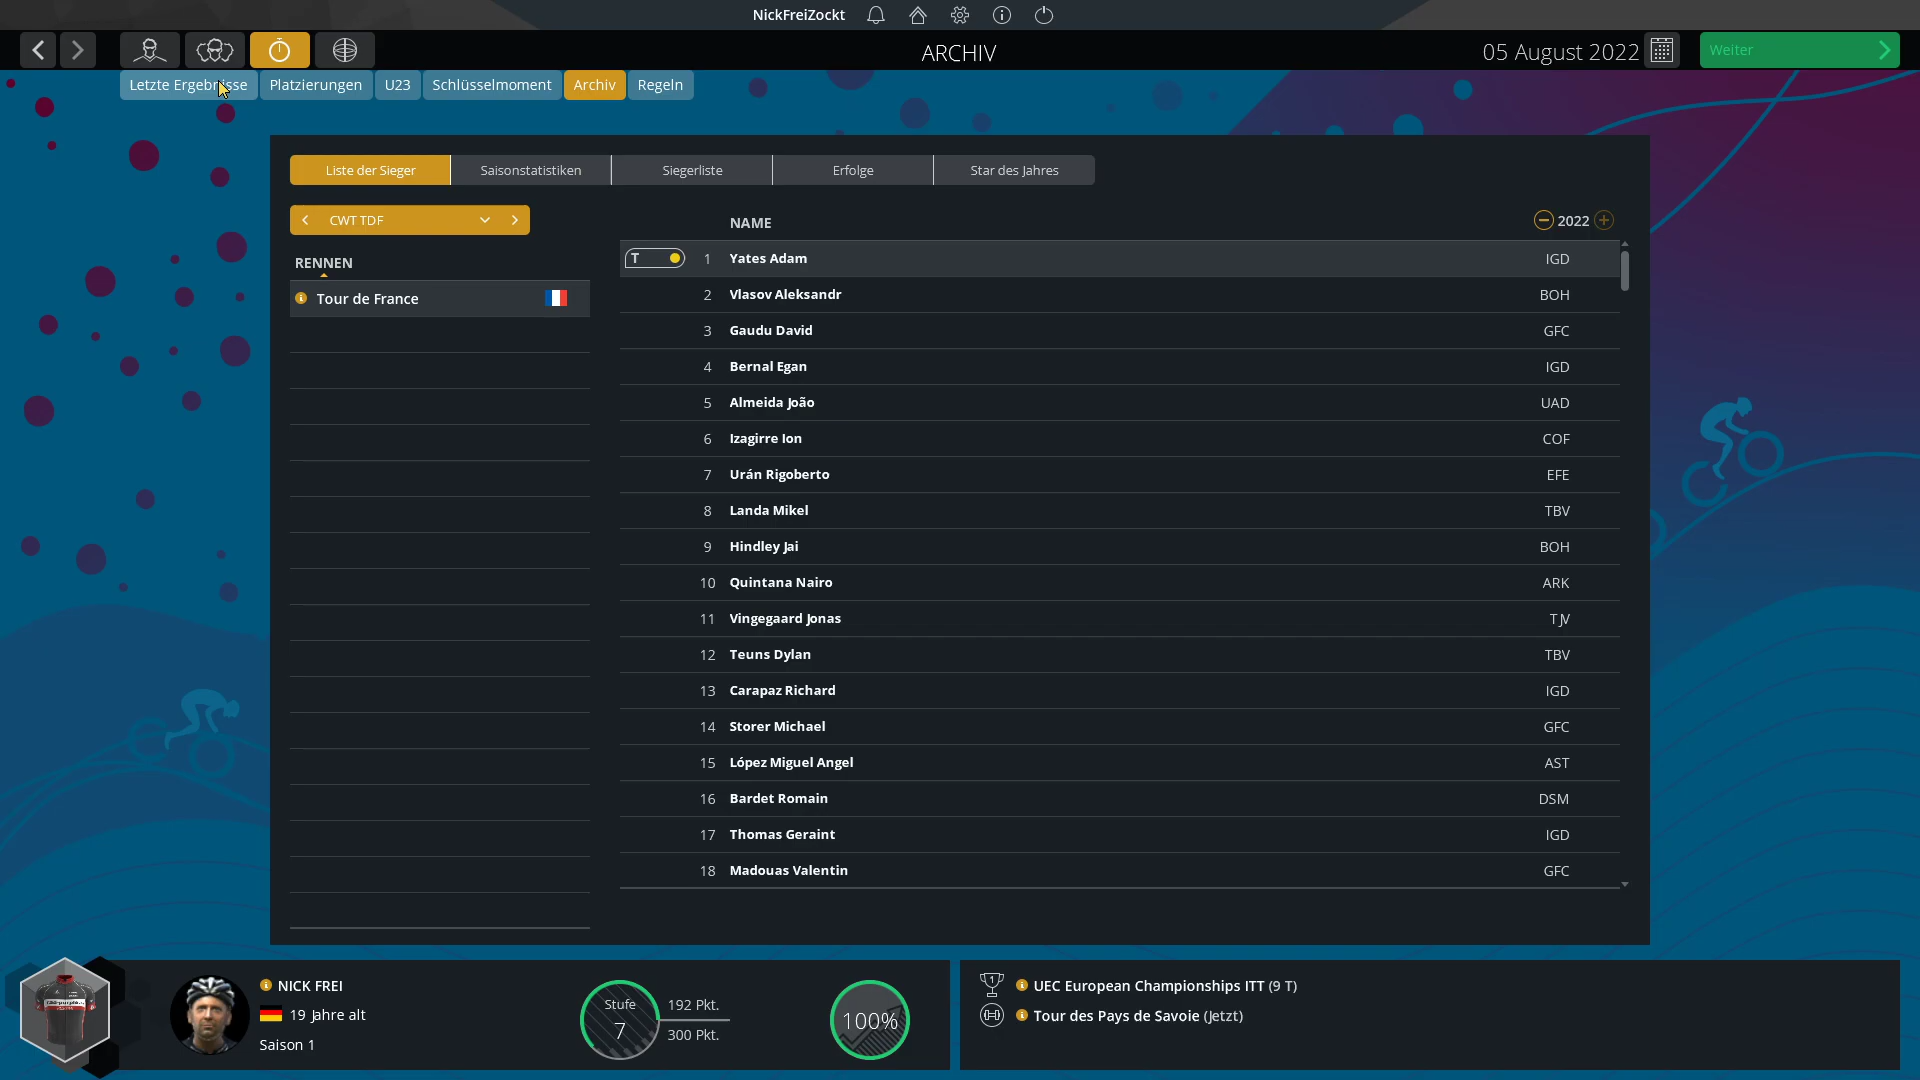 NickFreiZockt
ARCHIV
05 August 2022
Weiter
Letzte Ergebnisse Platzierungen U23 Schlüsselmoment Archiv Regeln
Liste der Sieger Saisonstatistiken Siegerliste Erfolge Star des Jahres
CWT TDF
RENNEN
Tour de France
NAME 2022
T 1 Yates Adam IGD
2 Vlasov Aleksandr BOH
3 Gaudu David GFC
4 Bernal Egan IGD
5 Almeida João UAD
6 Izagirre Ion COF
7 Urán Rigoberto EFE
8 Landa Mikel TBV
9 Hindley Jai BOH
10 Quintana Nairo ARK
11 Vingegaard Jonas TJV
12 Teuns Dylan TBV
13 Carapaz Richard IGD
14 Storer Michael GFC
15 López Miguel Angel AST
16 Bardet Romain DSM
17 Thomas Geraint IGD
18 Madouas Valentin GFC
NICK FREI
19 Jahre alt
Saison 1
Stufe
7
192 Pkt.
300 Pkt.
100%
1 UEC European Championships ITT (9 T)
Tour des Pays de Savoie (Jetzt)